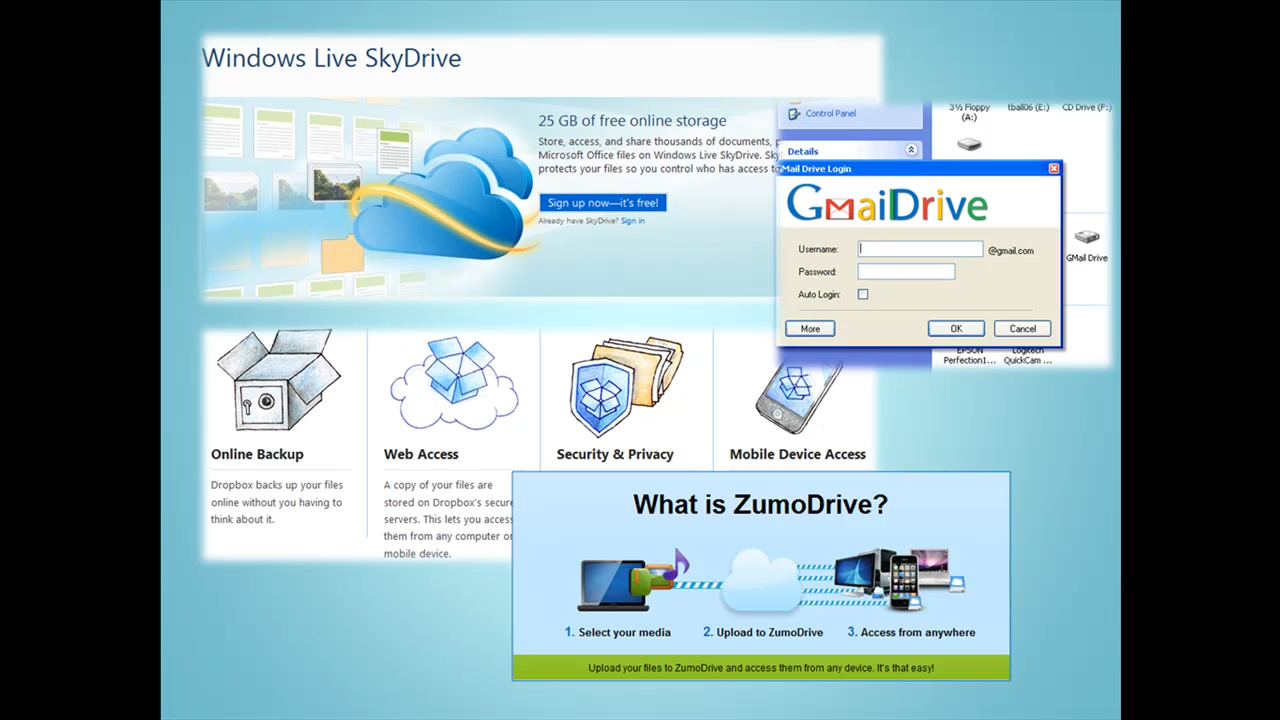 Windows Live SkyDrive
25 GB of free online storage
Store, access, and share thousands of documents, p
Microsoft Office files on Windows Live SkyDrive. Sky
protects your files so you control who has access to
Sign up now—it's free!
Already have SkyDrive? Sign in
Control Panel
Details
3½ Floppy
(A:)
tball06 (E:)
CD Drive (F:)
Mail Drive Login
GmailDrive
Username:
@gmail.com
Password:
Auto Login:
More
OK
Cancel
GMail Drive
EPSON
Perfection1...
Logitech
QuickCam ...
Online Backup
Dropbox backs up your files
online without you having to
think about it.
Web Access
A copy of your files are
stored on Dropbox's secure
servers. This lets you access
them from any computer or
mobile device.
Security & Privacy
Mobile Device Access
What is ZumoDrive?
1. Select your media
2. Upload to ZumoDrive
3. Access from anywhere
Upload your files to ZumoDrive and access them from any device. It's that easy!